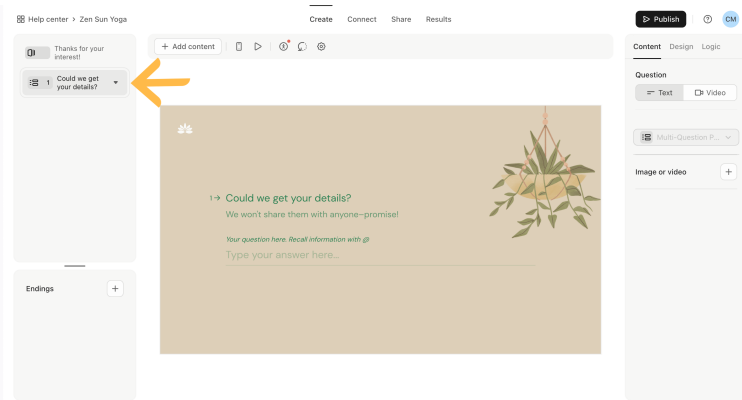 Help center > Zen Sun Yoga
Create
Connect
Share
Results
Publish
?
CM
Thanks for your
interest!
1
Could we get
your details?
+ Add content
Content
Design
Logic
Question
Text
Video
Multi-Question P...
Image or video
+
1→ Could we get your details?
We won't share them with anyone–promise!
Your question here. Recall information with @
Type your answer here...
Endings
+